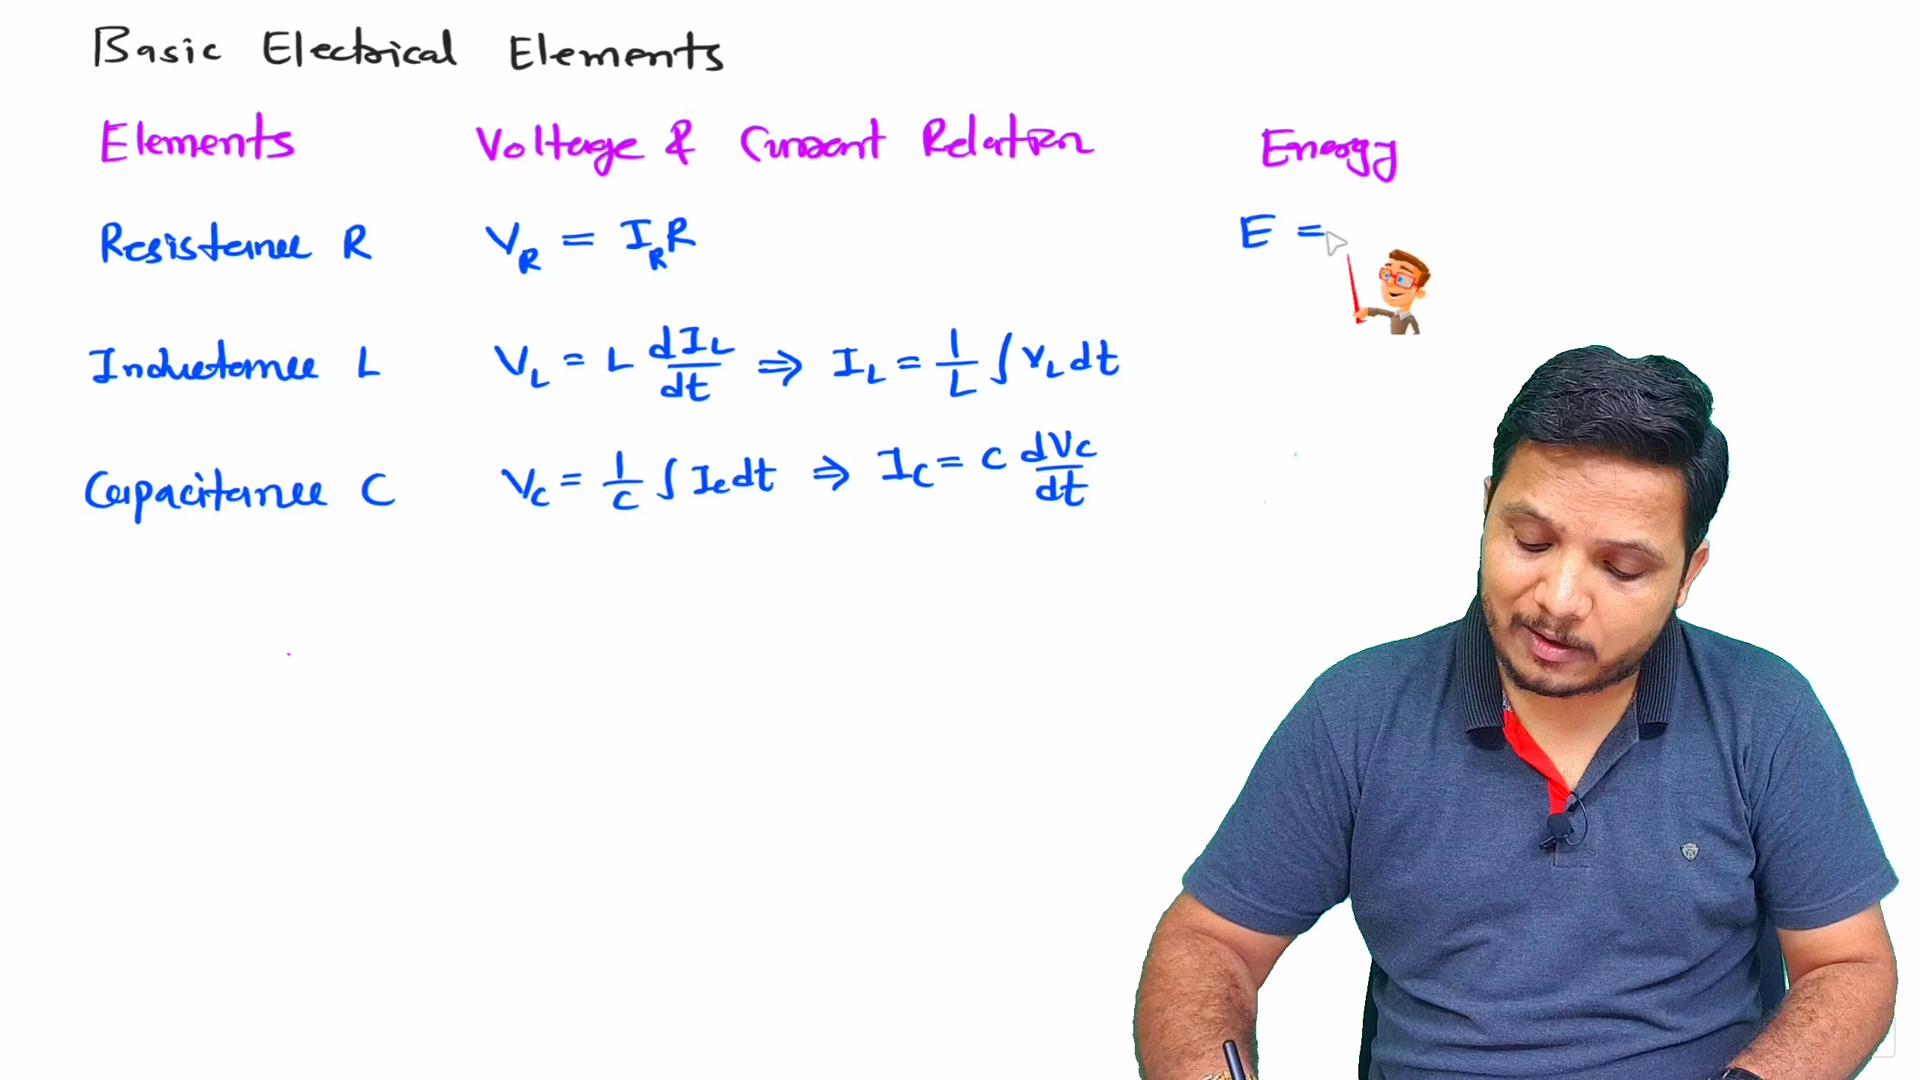 Basic Electrical Elements
Elements Voltage & Current Relation Energy
Resistance R V_R = I_R R E =
Inductance L V_L = L dI_L/dt ⇒ I_L = 1/L ∫ V_L dt
Capacitance C V_C = 1/C ∫ I_C dt ⇒ I_C = C dV_C/dt